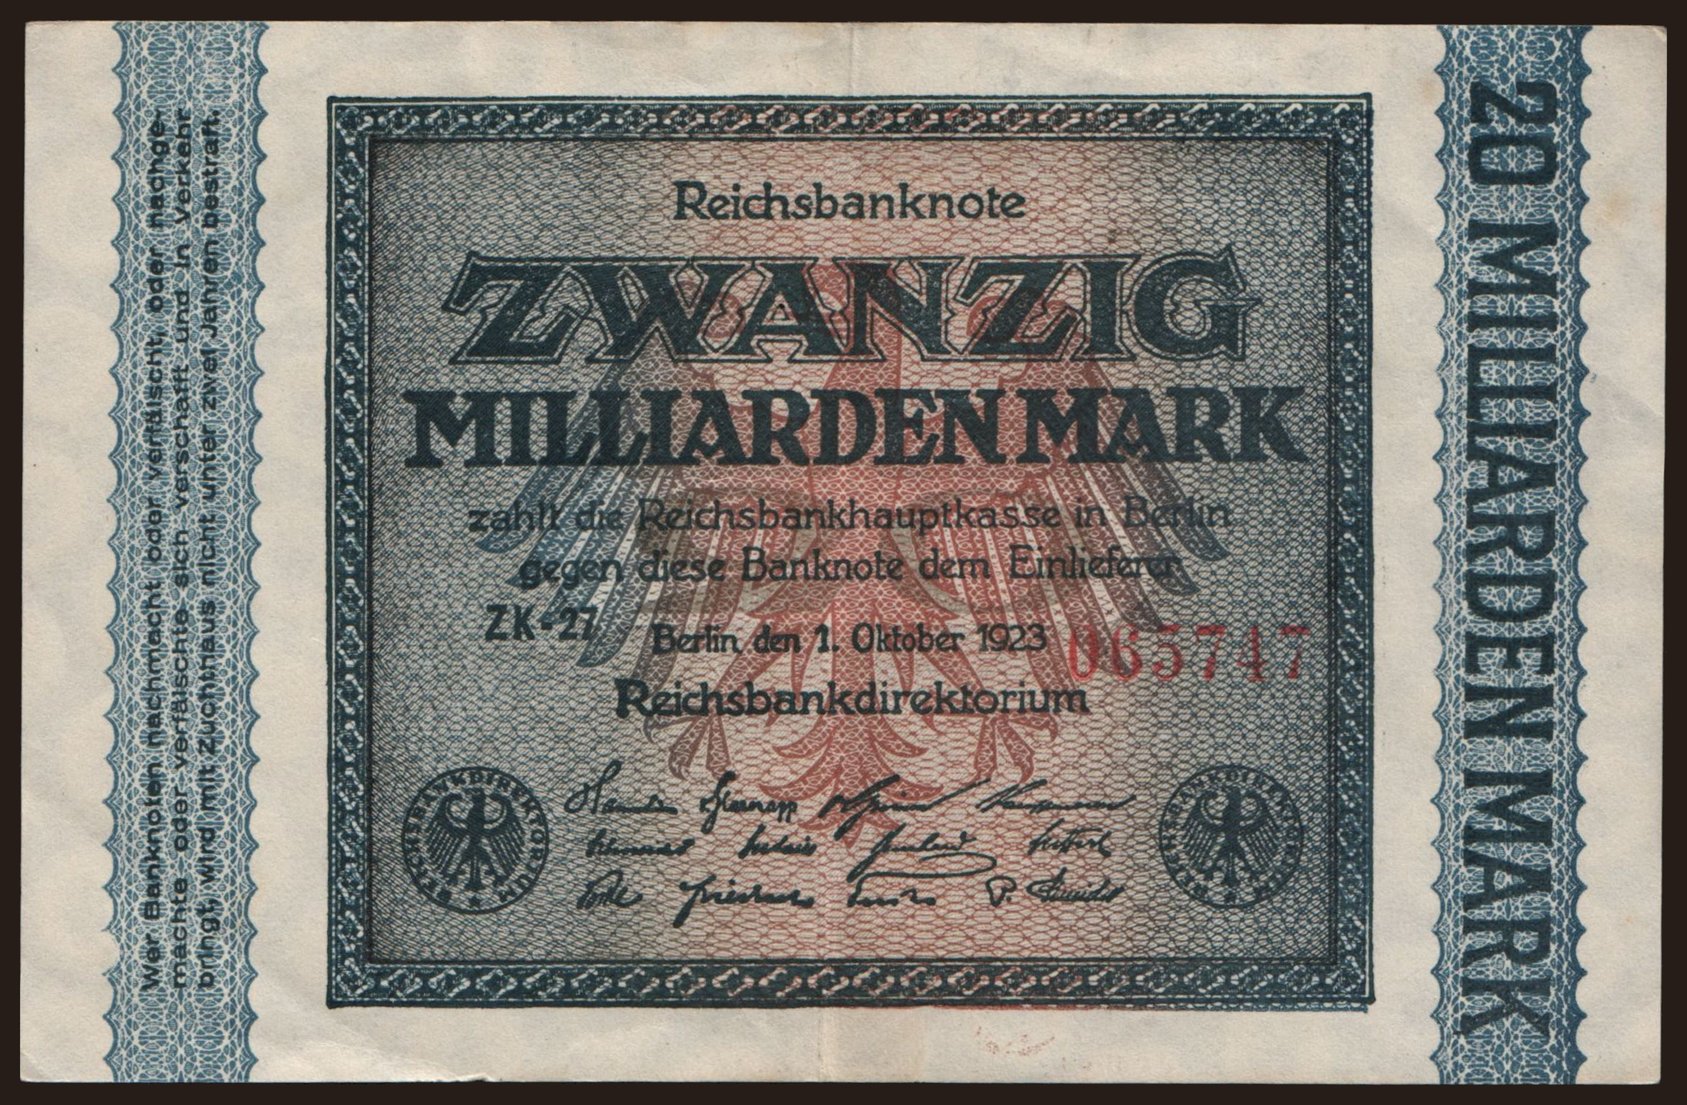 Wer Banknoten nachmacht oder verfälscht, oder nachge-
machte oder verfälschte sich verschafft und in Verkehr
bringt, wird mit Zuchthaus nicht unter zwei Jahren bestraft.
Reichsbanknote
ZWANZIG
MILLIARDEN MARK
zahlt die Reichsbankhauptkasse in Berlin
gegen diese Banknote dem Einlieferer
ZK-27 Berlin, den 1. Oktober 1923 065747
Reichsbankdirektorium
REICHSBANKDIREKTORIUM
REICHSBANKDIREKTORIUM
20 MILLIARDEN MARK